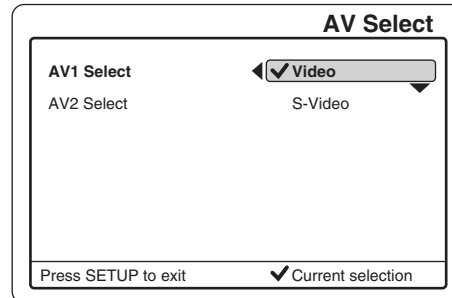 AV Select
AV1 Select ✔ Video
AV2 Select S-Video
Press SETUP to exit ✔ Current selection